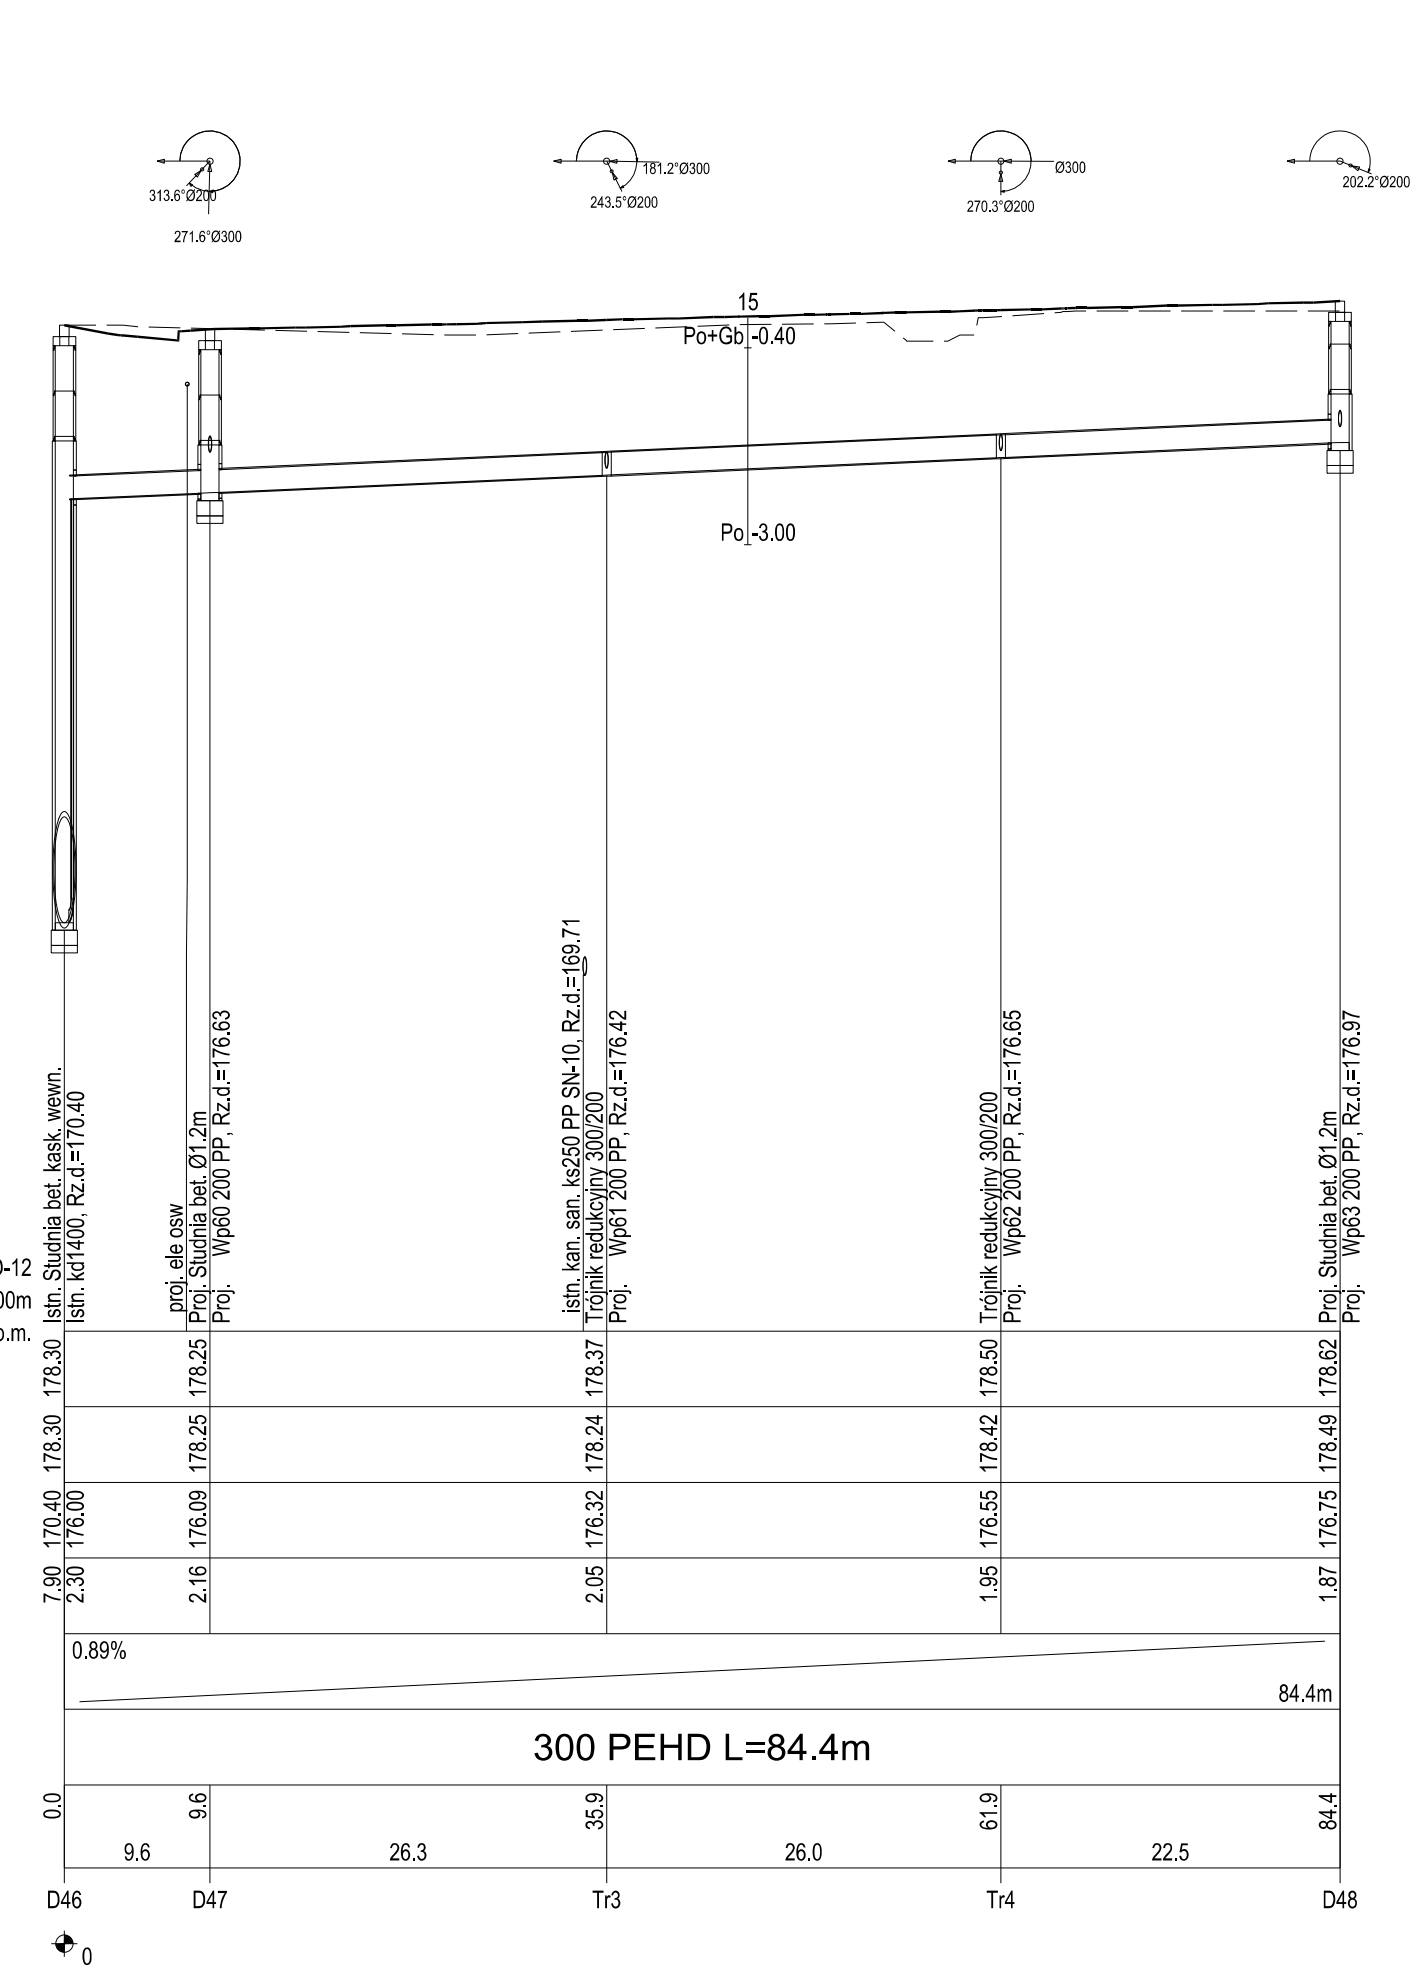 313.6°Ø200
271.6°Ø300
181.2°Ø300
243.5°Ø200
Ø300
270.3°Ø200
202.2°Ø200
15
Po+Gb -0.40
Po -3.00
Istn. Studnia bet. kask. wewn.
Istn. kd1400, Rz.d.=170.40
proj. ele osw
Proj. Studnia bet. Ø1.2m
Proj. Wp60 200 PP, Rz.d.=176.63
istn. kan. san. ks250 PP SN-10, Rz.d.=169.71
Trójnik redukcyjny 300/200
Proj. Wp61 200 PP, Rz.d.=176.42
Trójnik redukcyjny 300/200
Proj. Wp62 200 PP, Rz.d.=176.65
Proj. Studnia bet. Ø1.2m
Proj. Wp63 200 PP, Rz.d.=176.97
-12
00m
o.m.
178.30 178.25 178.37 178.50 178.62
178.30 178.25 178.24 178.42 178.49
170.40 176.00 176.09 176.32 176.55 176.75
7.90 2.30 2.16 2.05 1.95 1.87
0.89%
84.4m
300 PEHD L=84.4m
0.0 9.6 35.9 61.9 84.4
9.6 26.3 26.0 22.5
D46 D47 Tr3 Tr4 D48
0